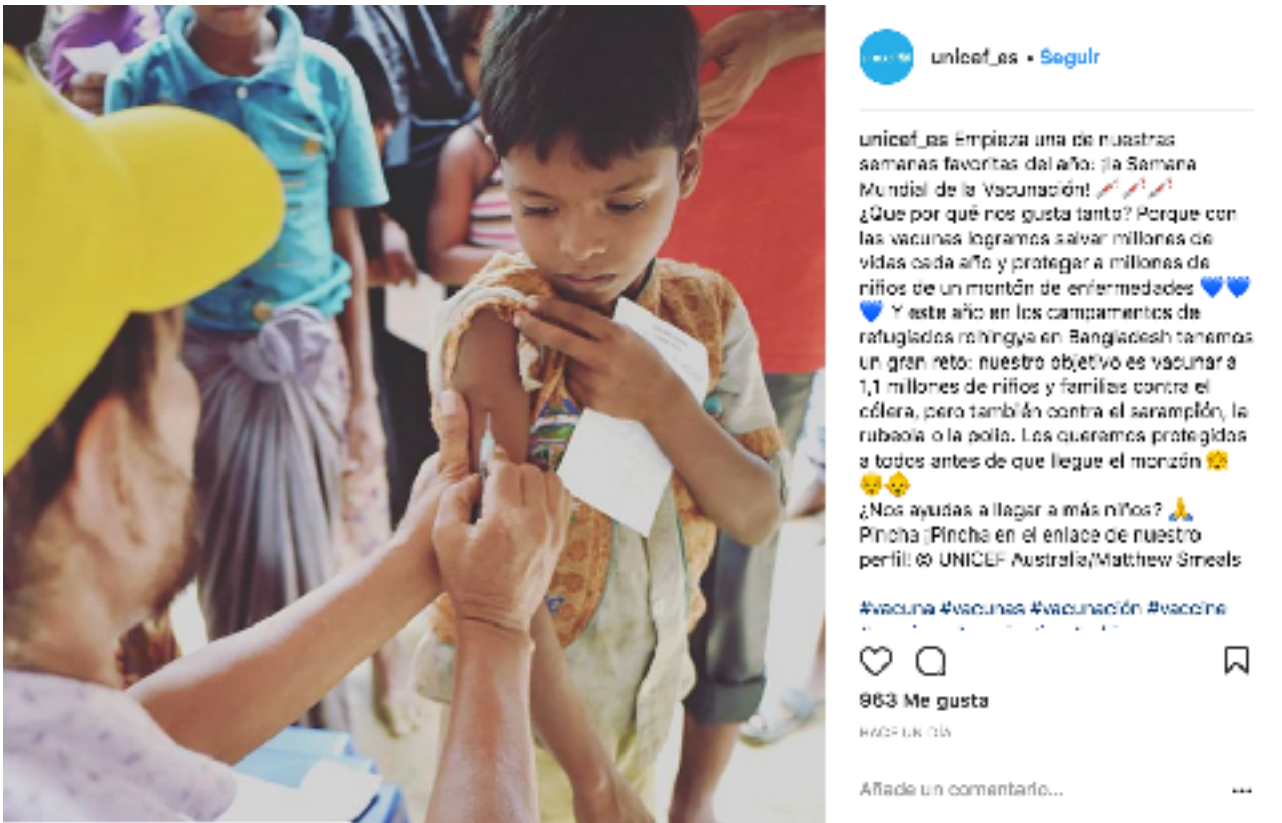 unicef_es • Seguir
unicef_es Empieza una de nuestras
semanas favoritas del año: ¡la Semana
Mundial de la Vacunación! 💉💉💉
¿Que por qué nos gusta tanto? Porque con
las vacunas logramos salvar millones de
vidas cada año y proteger a millones de
niños de un montón de enfermedades 💙💙
💙 Y este año en los campamentos de
refugiados rohingya en Bangladesh tenemos
un gran reto: nuestro objetivo es vacunar a
1,1 millones de niños y familias contra el
cólera, pero también contra el sarampión, la
rubeola o la polio. Los queremos protegidos
a todos antes de que llegue el monzón 👧
👦👶
¿Nos ayudas a llegar a más niños? 🙏
Pincha ¡Pincha en el enlace de nuestro
perfil! © UNICEF Australia/Matthew Smeals
#vacuna #vacunas #vacunación #vaccine
963 Me gusta
HACE UN DÍA
Añade un comentario...